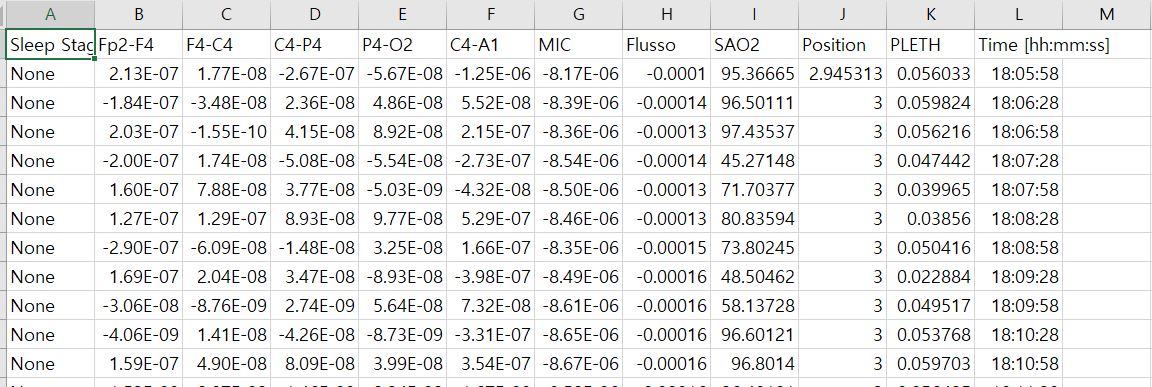 A B C D E F G H I J K L M
Sleep Stag Fp2-F4 F4-C4 C4-P4 P4-O2 C4-A1 MIC Flusso SAO2 Position PLETH Time [hh:mm:ss]
None 2.13E-07 1.77E-08 -2.67E-07 -5.67E-08 -1.25E-06 -8.17E-06 -0.0001 95.36665 2.945313 0.056033 18:05:58
None -1.84E-07 -3.48E-08 2.36E-08 4.86E-08 5.52E-08 -8.39E-06 -0.00014 96.50111 3 0.059824 18:06:28
None 2.03E-07 -1.55E-10 4.15E-08 8.92E-08 2.15E-07 -8.36E-06 -0.00013 97.43537 3 0.056216 18:06:58
None -2.00E-07 1.74E-08 -5.08E-08 -5.54E-08 -2.73E-07 -8.54E-06 -0.00014 45.27148 3 0.047442 18:07:28
None 1.60E-07 7.88E-08 3.77E-08 -5.03E-09 -4.32E-08 -8.50E-06 -0.00013 71.70377 3 0.039965 18:07:58
None 1.27E-07 1.29E-07 8.93E-08 9.77E-08 5.29E-07 -8.46E-06 -0.00013 80.83594 3 0.03856 18:08:28
None -2.90E-07 -6.09E-08 -1.48E-08 3.25E-08 1.66E-07 -8.35E-06 -0.00015 73.80245 3 0.050416 18:08:58
None 1.69E-07 2.04E-08 3.47E-08 -8.93E-08 -3.98E-07 -8.49E-06 -0.00016 48.50462 3 0.022884 18:09:28
None -3.06E-08 -8.76E-09 2.74E-09 5.64E-08 7.32E-08 -8.61E-06 -0.00016 58.13728 3 0.049517 18:09:58
None -4.06E-09 1.41E-08 -4.26E-08 -8.73E-09 -3.31E-07 -8.65E-06 -0.00016 96.60121 3 0.053768 18:10:28
None 1.59E-07 4.90E-08 8.09E-08 3.99E-08 3.54E-07 -8.67E-06 -0.00016 96.8014 3 0.059703 18:10:58